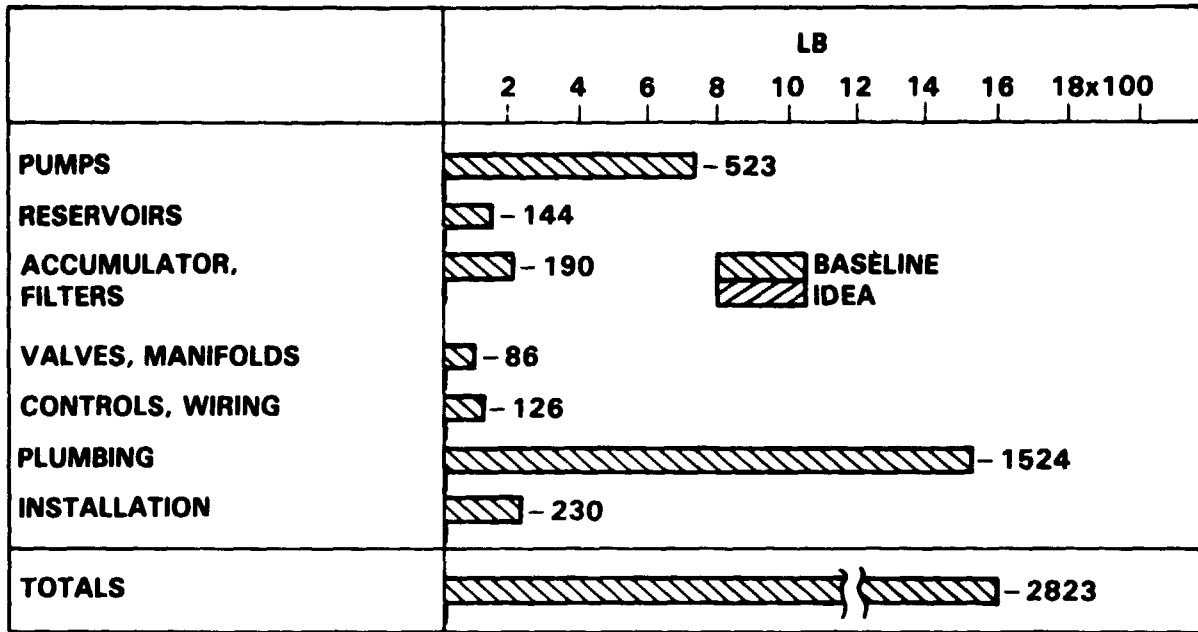 LB
2 4 6 8 10 12 14 16 18x100
PUMPS – 523
RESERVOIRS – 144
ACCUMULATOR, – 190 BASELINE
FILTERS IDEA
VALVES, MANIFOLDS – 86
CONTROLS, WIRING – 126
PLUMBING – 1524
INSTALLATION – 230
TOTALS – 2823